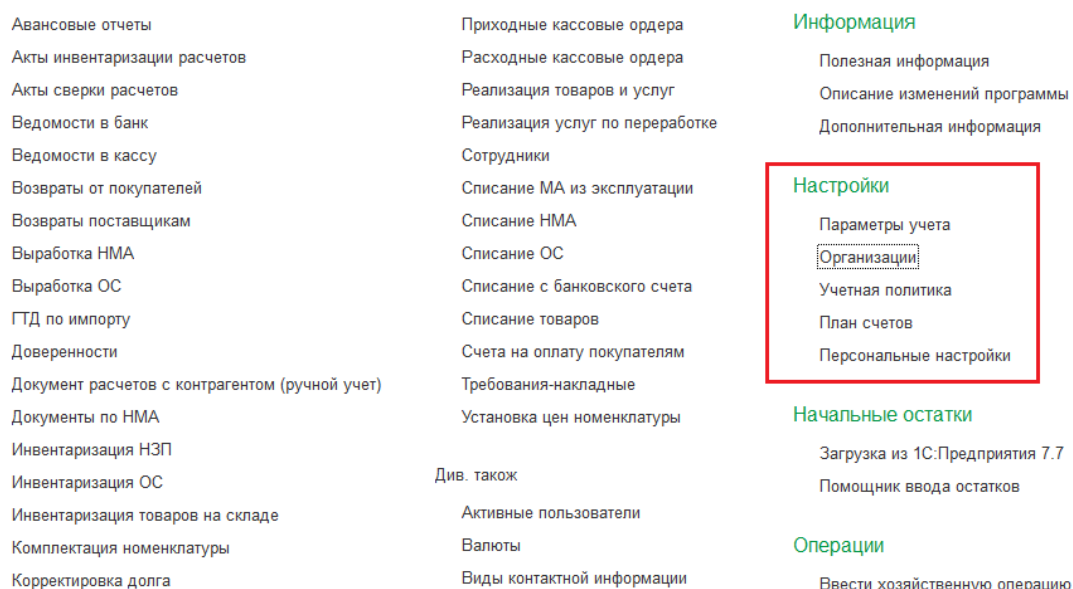 Авансовые отчеты
Акты инвентаризации расчетов
Акты сверки расчетов
Ведомости в банк
Ведомости в кассу
Возвраты от покупателей
Возвраты поставщикам
Выработка НМА
Выработка ОС
ГТД по импорту
Доверенности
Документ расчетов с контрагентом (ручной учет)
Документы по НМА
Инвентаризация НЗП
Инвентаризация ОС
Инвентаризация товаров на складе
Комплектация номенклатуры
Корректировка долга
Приходные кассовые ордера
Расходные кассовые ордера
Реализация товаров и услуг
Реализация услуг по переработке
Сотрудники
Списание МА из эксплуатации
Списание НМА
Списание ОС
Списание с банковского счета
Списание товаров
Счета на оплату покупателям
Требования-накладные
Установка цен номенклатуры
Див. також
Активные пользователи
Валюты
Виды контактной информации
Информация
Полезная информация
Описание изменений программы
Дополнительная информация
Настройки
Параметры учета
Организации
Учетная политика
План счетов
Персональные настройки
Начальные остатки
Загрузка из 1С:Предприятия 7.7
Помощник ввода остатков
Операции
Ввести хозяйственную операцию